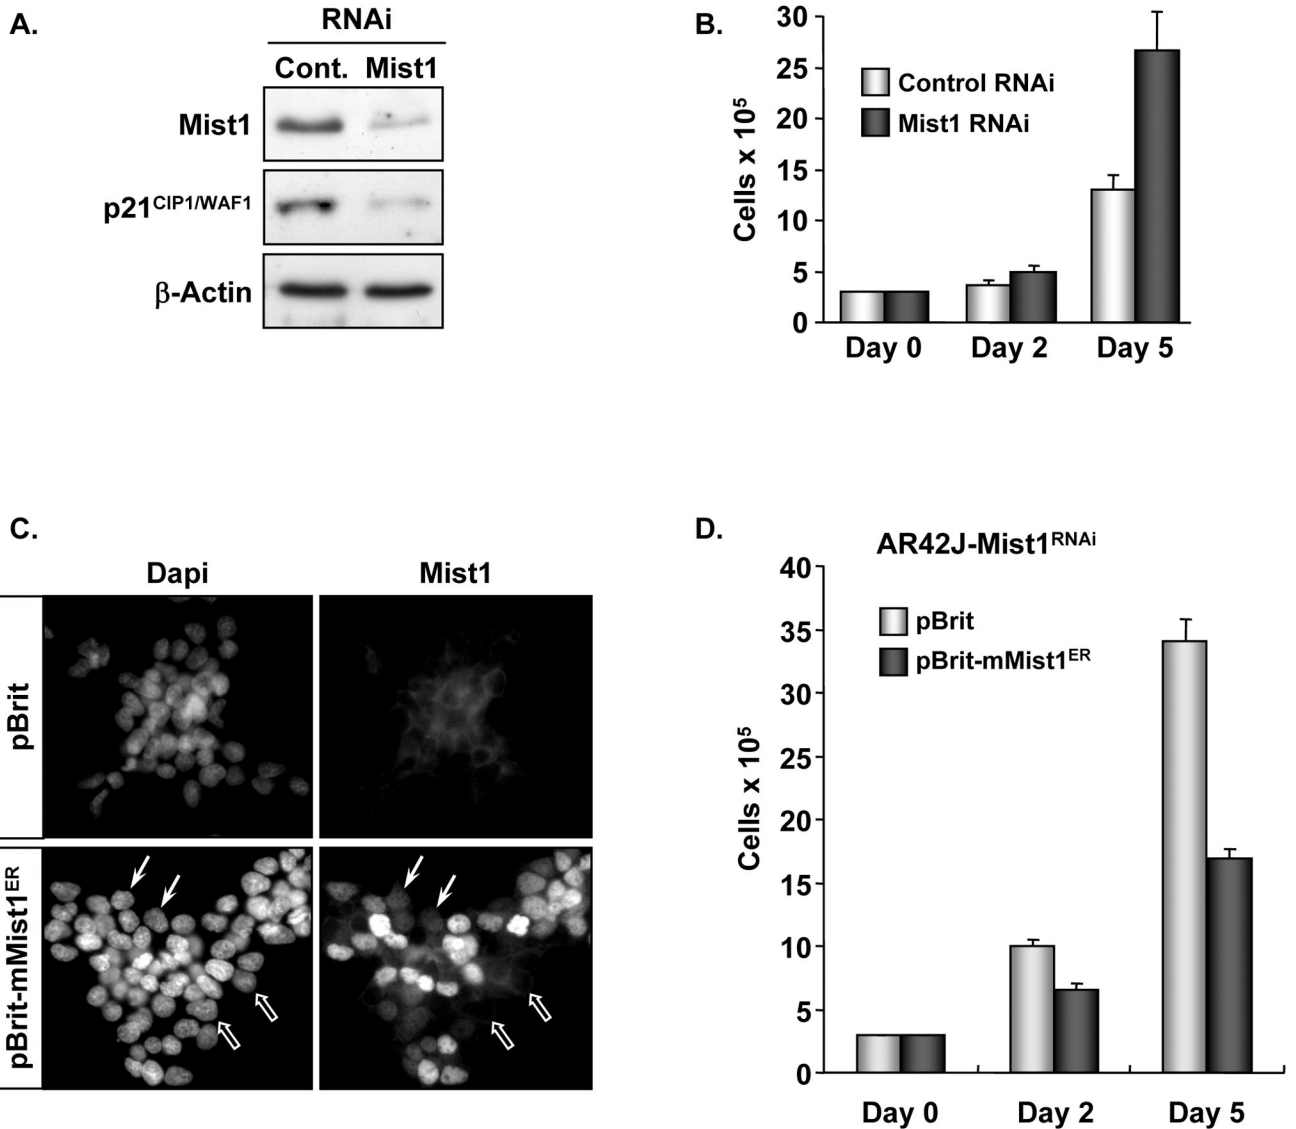 A.
RNAi
Cont. Mist1
Mist1
p21CIP1/WAF1
β-Actin
B.
30
25
20
15
10
5
0
Cells x 10⁵
Control RNAi
Mist1 RNAi
Day 0 Day 2 Day 5
C.
Dapi Mist1
pBrit
pBrit-mMist1ER
D.
AR42J-Mist1RNAi
40
35
30
25
20
15
10
5
0
Cells x 10⁵
pBrit
pBrit-mMist1ER
Day 0 Day 2 Day 5